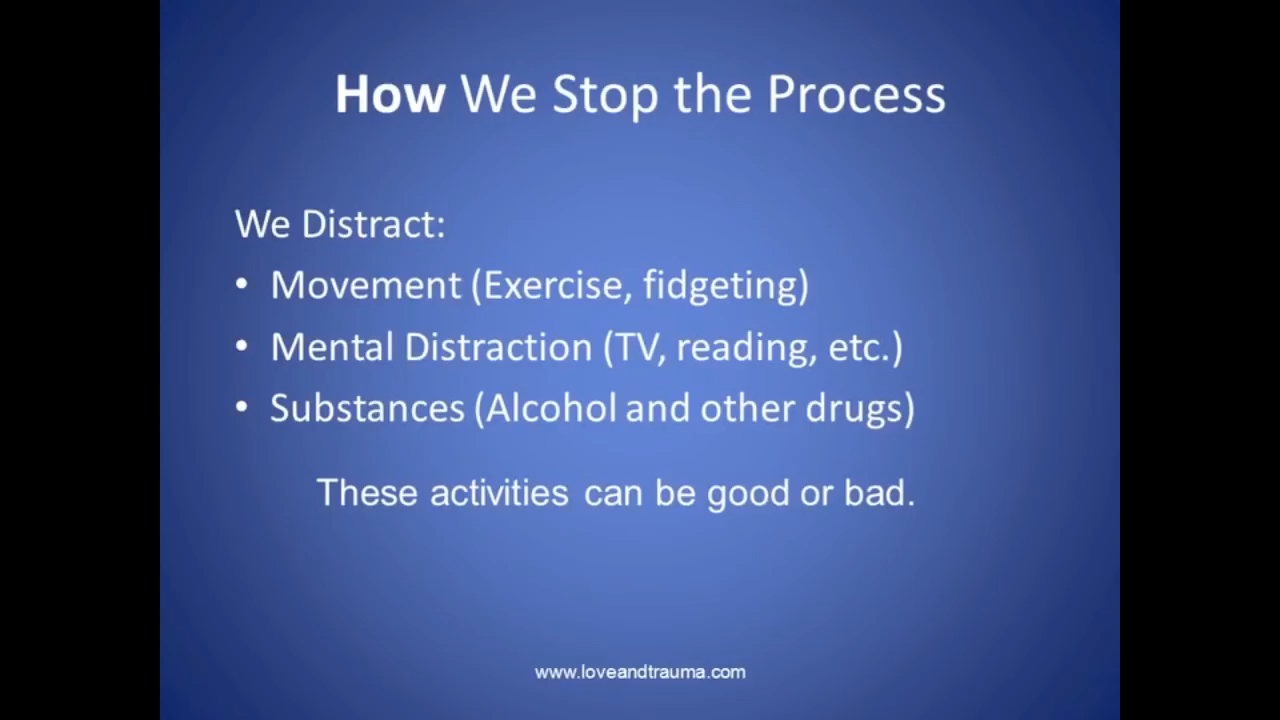 How We Stop the Process
We Distract:
• Movement (Exercise, fidgeting)
• Mental Distraction (TV, reading, etc.)
• Substances (Alcohol and other drugs)
These activities can be good or bad.
www.loveandtrauma.com